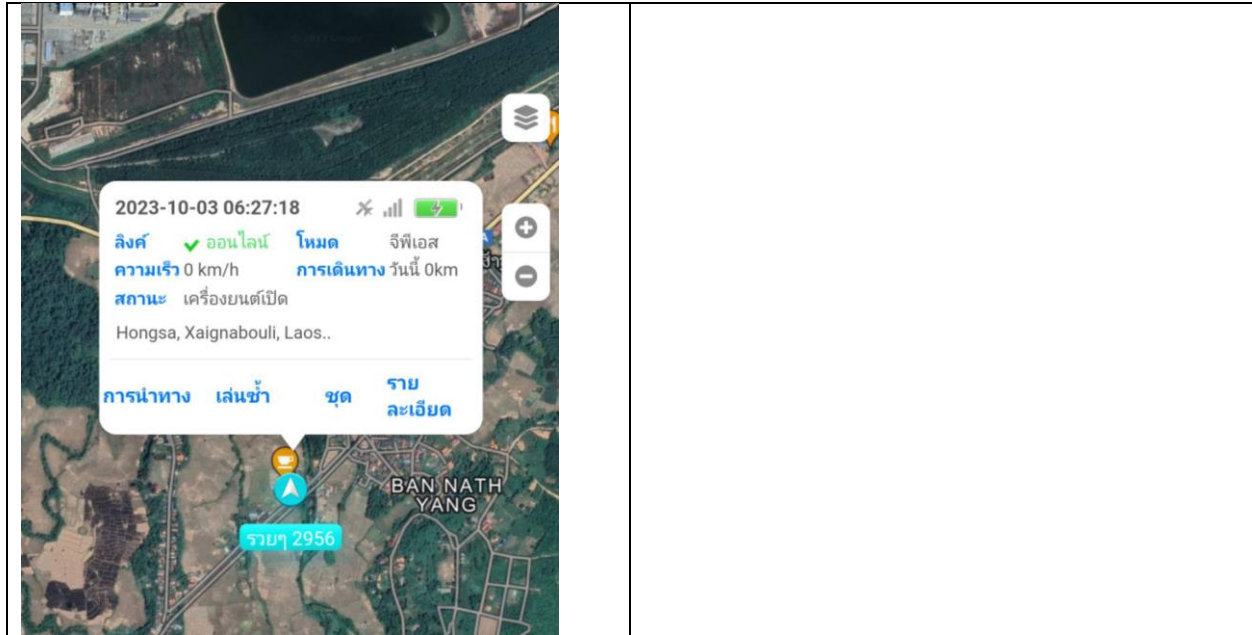 2023-10-03 06:27:18
ลิงค์ ออนไลน์ โหมด จีพีเอส
ความเร็ว 0 km/h การเดินทาง วันนี้ 0km
สถานะ เครื่องยนต์เปิด
Hongsa, Xaignabouli, Laos..
การนำทาง เล่นซ้ำ ชุด ราย
ละเอียด
BAN NATH
YANG
รวยๆ 2956